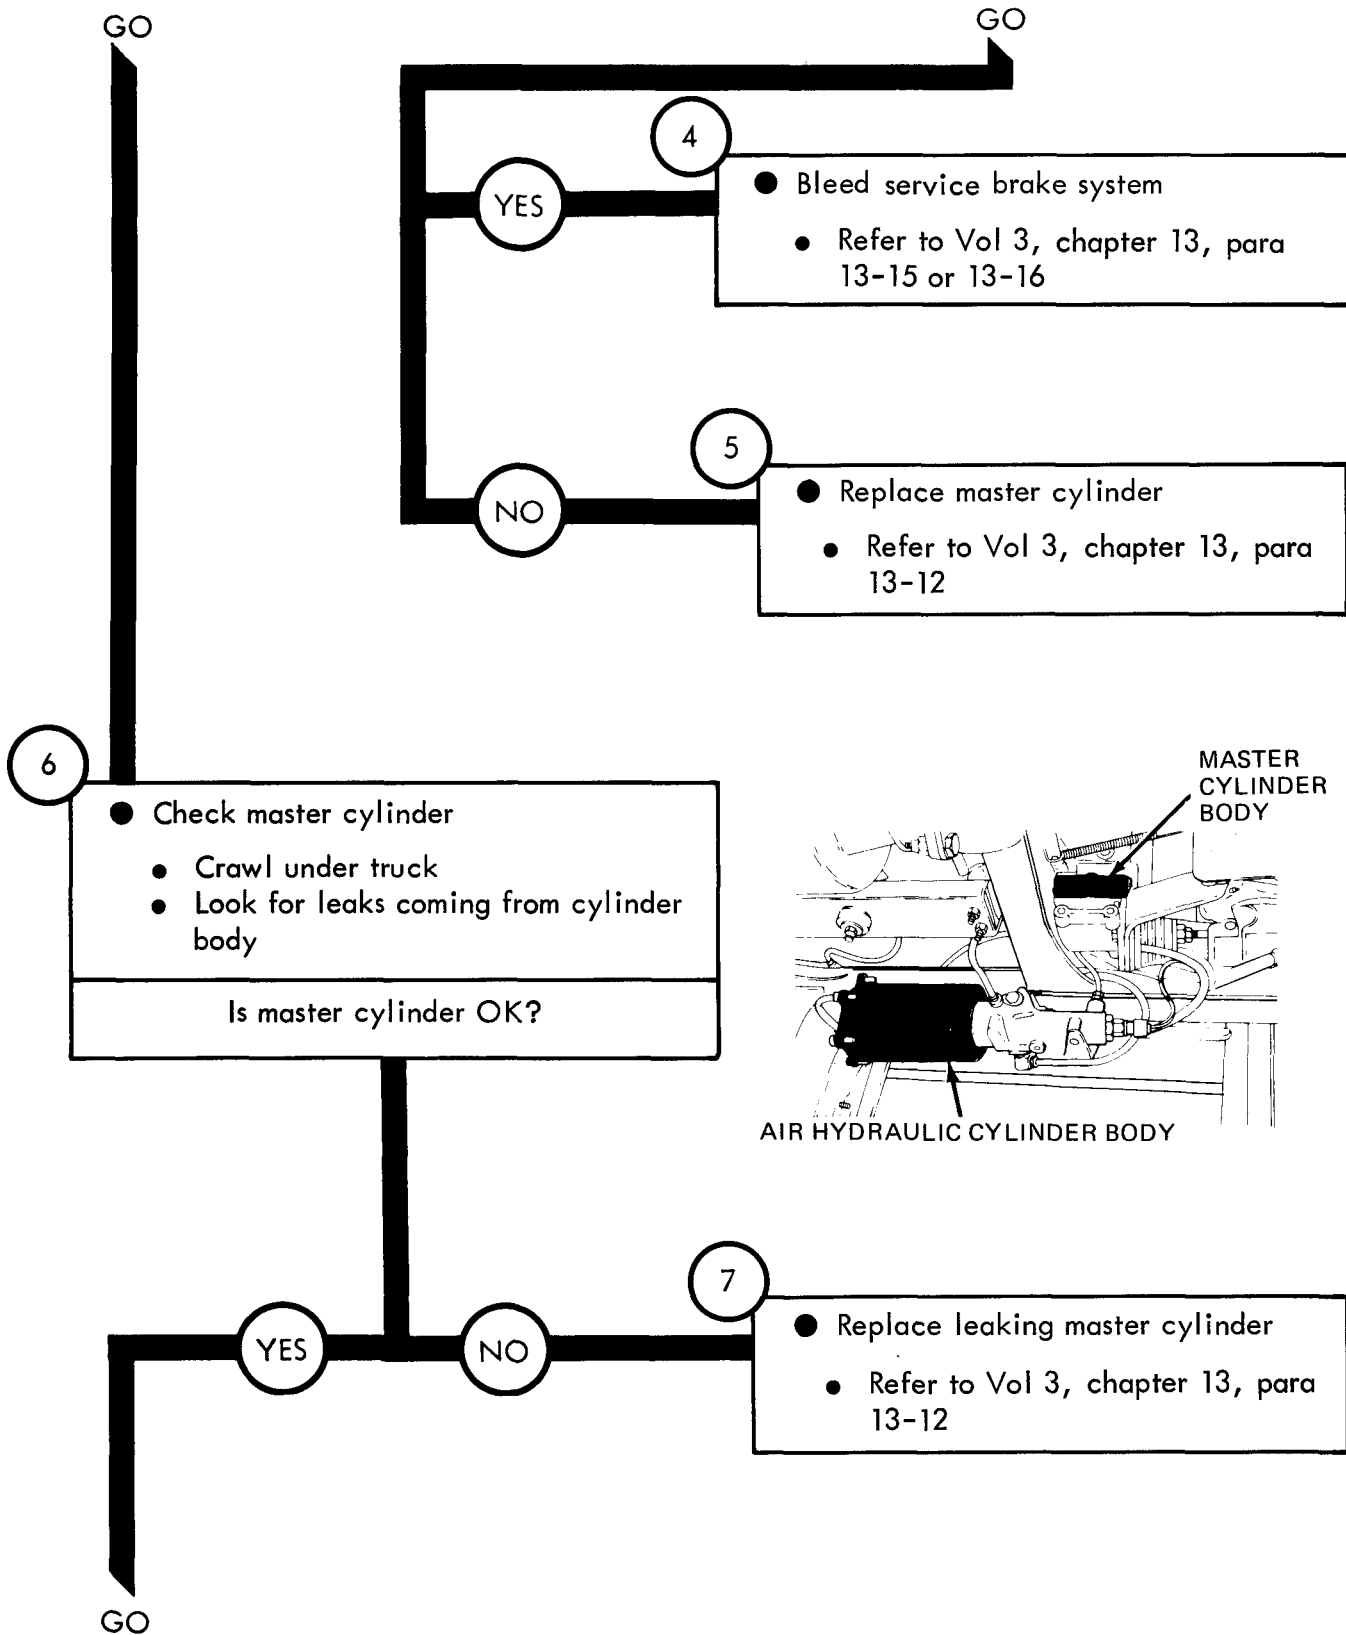 GO
GO
4
● Bleed service brake system
YES
● Refer to Vol 3, chapter 13, para
13-15 or 13-16
5
● Replace master cylinder
NO
● Refer to Vol 3, chapter 13, para
13-12
6
● Check master cylinder
● Crawl under truck
● Look for leaks coming from cylinder
body
Is master cylinder OK?
MASTER
CYLINDER
BODY
AIR HYDRAULIC CYLINDER BODY
7
YES
NO
● Replace leaking master cylinder
● Refer to Vol 3, chapter 13, para
13-12
GO